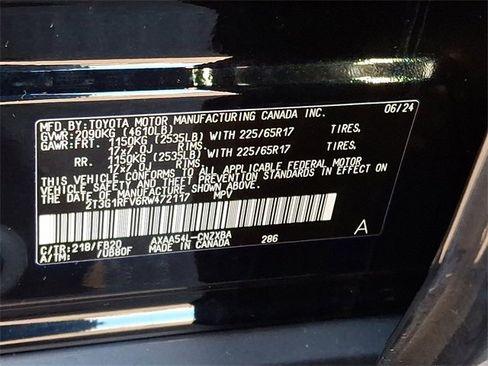 MFD.BY:TOYOTA MOTOR MANUFACTURING CANADA INC. 06/24
GVWR:2090KG (4610LB)
GAWR:FRT. 1150KG (2535LB) WITH 225/65R17 TIRES.
17x7.0J RIMS.
RR. 1150KG (2535LB) WITH 225/65R17 TIRES.
17x7.0J RIMS.
THIS VEHICLE CONFORMS TO ALL APPLICABLE FEDERAL MOTOR
VEHICLE SAFETY AND THEFT PREVENTION STANDARDS IN EFFECT ON
THE DATE OF MANUFACTURE SHOWN ABOVE.
2T3G1RFV6RW472117 MPV
C/TR:218/FB20 AXAA54L-CNZXBA 286 A
A/TM: /UB80F MADE IN CANADA